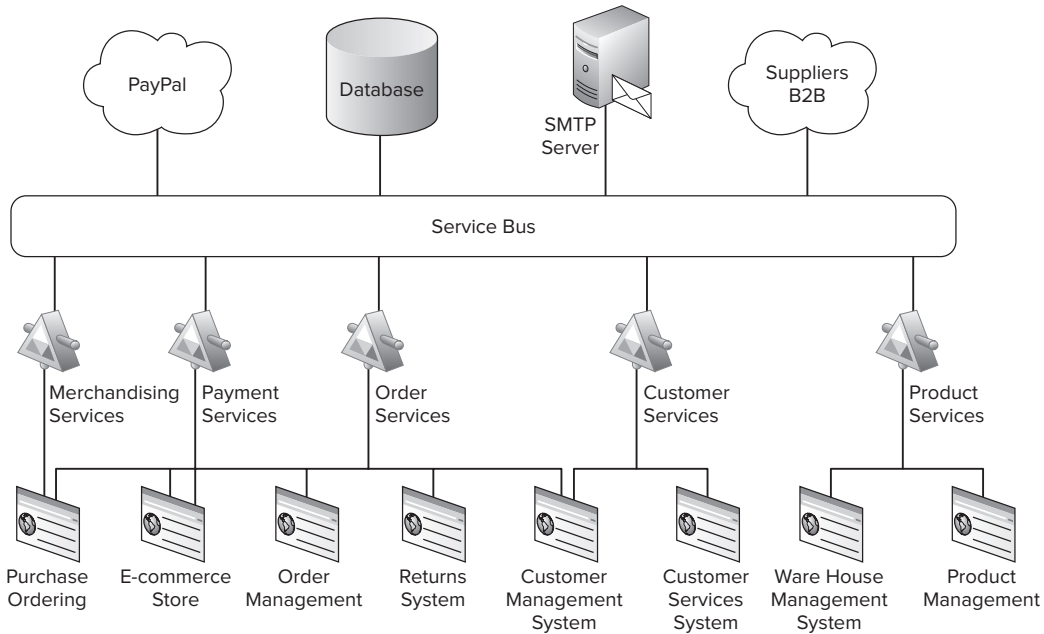 PayPal
Database
SMTP
Server
Suppliers
B2B
Service Bus
Merchandising
Services
Payment
Services
Order
Services
Customer
Services
Product
Services
Purchase
Ordering
E-commerce
Store
Order
Management
Returns
System
Customer
Management
System
Customer
Services
System
Ware House
Management
System
Product
Management